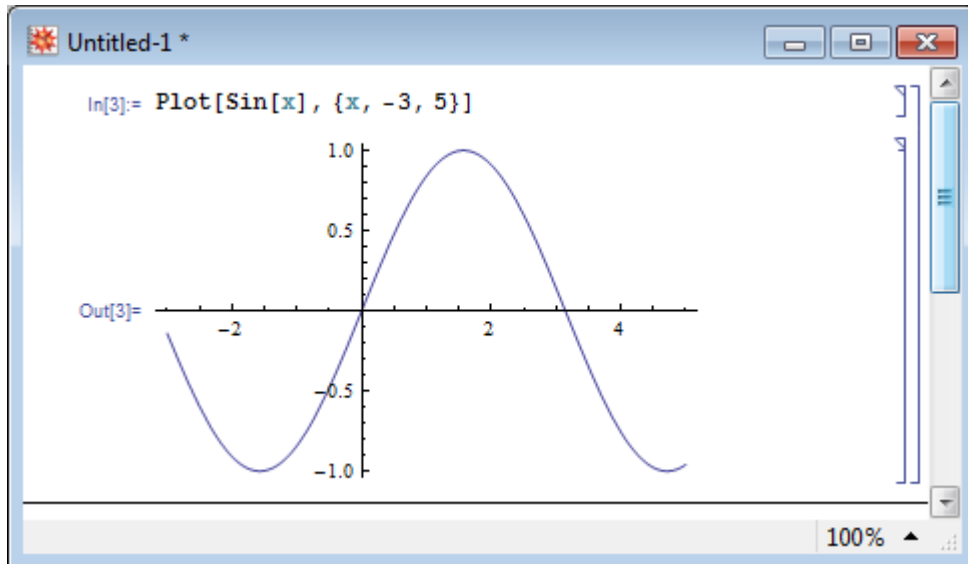 Untitled-1 *
In[3]:= Plot[Sin[x], {x, -3, 5}]
1.0
0.5
Out[3]=
−2 2 4
−0.5
−1.0
100%